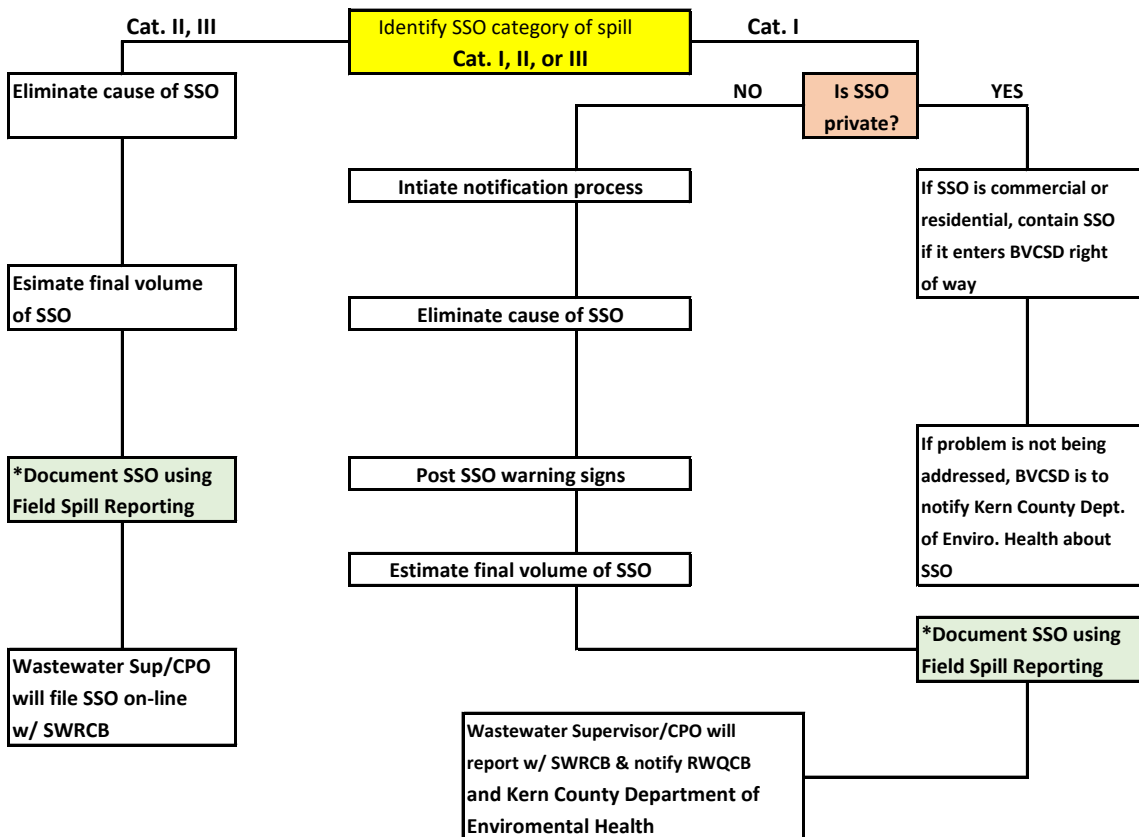 Cat. II, III
Identify SSO category of spill
Cat. I, II, or III
Cat. I
Eliminate cause of SSO
NO
Is SSO
private?
YES
Intiate notification process
If SSO is commercial or
residential, contain SSO
if it enters BVCSD right
of way
Esimate final volume
of SSO
Eliminate cause of SSO
*Document SSO using
Field Spill Reporting
Post SSO warning signs
If problem is not being
addressed, BVCSD is to
notify Kern County Dept.
of Enviro. Health about
SSO
Estimate final volume of SSO
*Document SSO using
Field Spill Reporting
Wastewater Sup/CPO
will file SSO on-line
w/ SWRCB
Wastewater Supervisor/CPO will
report w/ SWRCB & notify RWQCB
and Kern County Department of
Enviromental Health